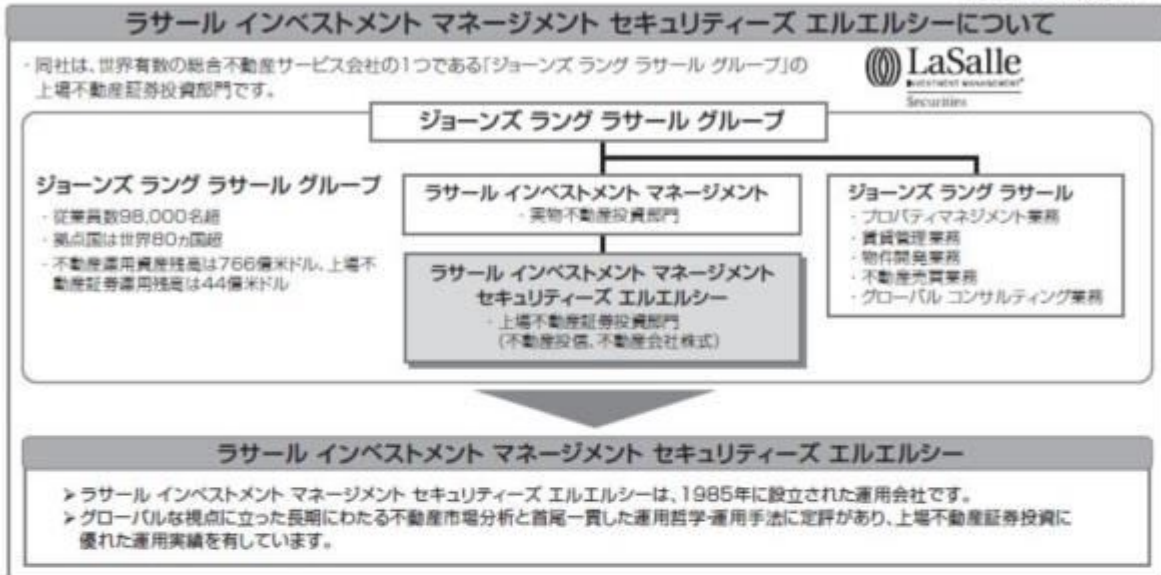 ラサール インベストメント マネージメント セキュリティーズ エルエルシーについて
・同社は、世界有数の総合不動産サービス会社の1つである「ジョーンズ ラング ラサール グループ」の
上場不動産証券投資部門です。
LaSalle
INVESTMENT MANAGEMENT
Securities
ジョーンズ ラング ラサール グループ
ジョーンズ ラング ラサール グループ
・従業員数98,000名超
・拠点国は世界80ヵ国超
・不動産運用資産残高は766億米ドル、上場不
動産証券運用残高は44億米ドル
ラサール インベストメント マネージメント
・実物不動産投資部門
ラサール インベストメント マネージメント
セキュリティーズ エルエルシー
・上場不動産証券投資部門
(不動産投信、不動産会社株式)
ジョーンズ ラング ラサール
・プロパティマネジメント業務
・賃貸管理業務
・物件開発業務
・不動産売買業務
・グローバル コンサルティング業務
ラサール インベストメント マネージメント セキュリティーズ エルエルシー
➢ラサール インベストメント マネージメント セキュリティーズ エルエルシーは、1985年に設立された運用会社です。
➢グローバルな視点に立った長期にわたる不動産市場分析と首尾一貫した運用哲学・運用手法に定評があり、上場不動産証券投資に
優れた運用実績を有しています。